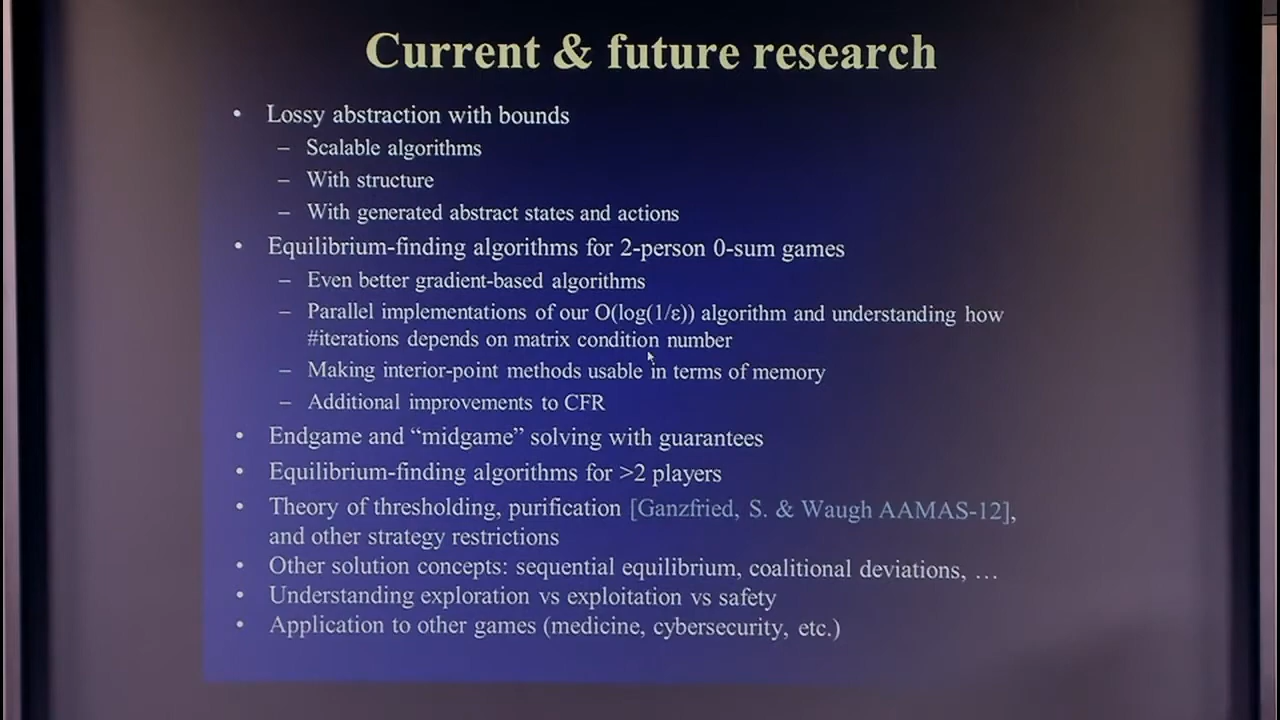 Current & future research
• Lossy abstraction with bounds
– Scalable algorithms
– With structure
– With generated abstract states and actions
• Equilibrium-finding algorithms for 2-person 0-sum games
– Even better gradient-based algorithms
– Parallel implementations of our O(log(1/ε)) algorithm and understanding how
#iterations depends on matrix condition number
– Making interior-point methods usable in terms of memory
– Additional improvements to CFR
• Endgame and “midgame” solving with guarantees
• Equilibrium-finding algorithms for >2 players
• Theory of thresholding, purification [Ganzfried, S. & Waugh AAMAS-12],
and other strategy restrictions
• Other solution concepts: sequential equilibrium, coalitional deviations, …
• Understanding exploration vs exploitation vs safety
• Application to other games (medicine, cybersecurity, etc.)